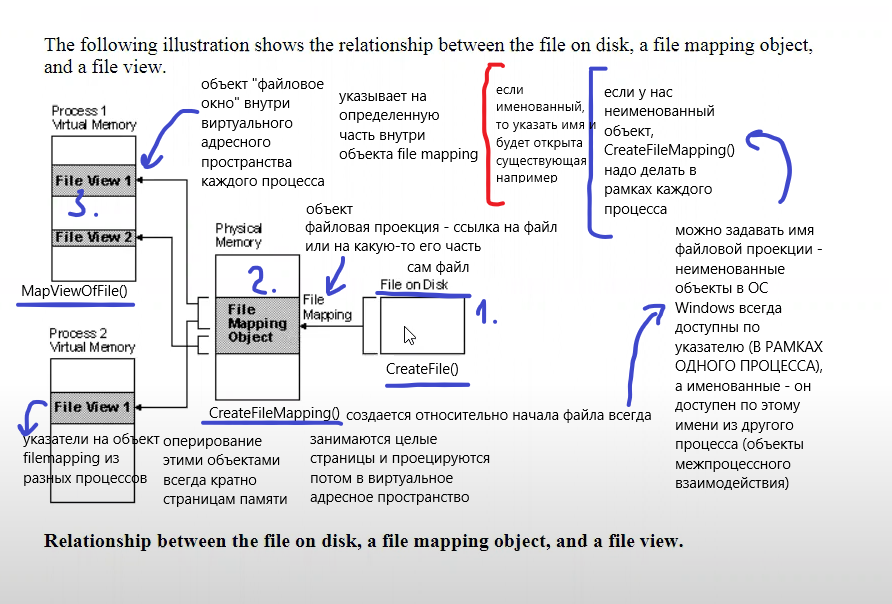 The following illustration shows the relationship between the file on disk, a file mapping object,
and a file view.
объект "файловое
окно" внутри
виртуального
адресного
пространства
каждого процесса
указывает на
определенную
часть внутри
объекта file mapping
если
именованный,
то указать имя и
будет открыта
существующая
например
если у нас
неименованный
объект,
CreateFileMapping()
надо делать в
рамках каждого
процесса
Process 1
Virtual Memory
File View 1
3.
File View 2
MapViewOfFile()
объект
файловая проекция - ссылка на файл
или на какую-то его часть
Physical
Memory
2.
File
Mapping
Object
File
Mapping
сам файл
File on Disk
1.
CreateFile()
можно задавать имя
файловой проекции -
неименованные
объекты в ОС
Windows всегда
доступны по
указателю (В РАМКАХ
ОДНОГО ПРОЦЕССА),
а именованные - он
доступен по этому
имени из другого
процесса (объекты
межпроцессного
взаимодействия)
Process 2
Virtual Memory
File View 1
CreateFileMapping() создается относительно начала файла всегда
указатели на объект
filemapping из
разных процессов
оперирование
этими объектами
всегда кратно
страницам памяти
занимаются целые
страницы и проецируются
потом в виртуальное
адресное пространство
Relationship between the file on disk, a file mapping object, and a file view.